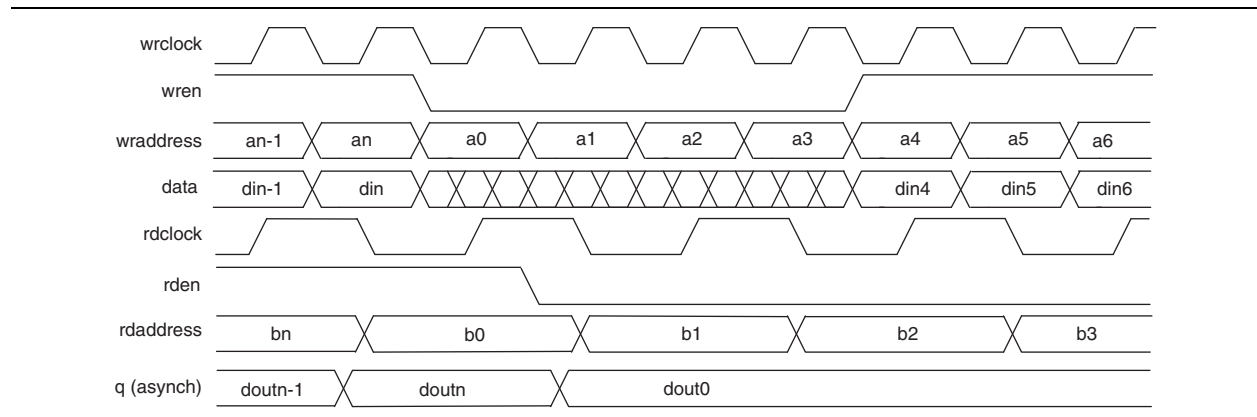 wrclock
wren
wraddress an-1 an a0 a1 a2 a3 a4 a5 a6
data din-1 din din4 din5 din6
rdclock
rden
rdaddress bn b0 b1 b2 b3
q (asynch) doutn-1 doutn dout0